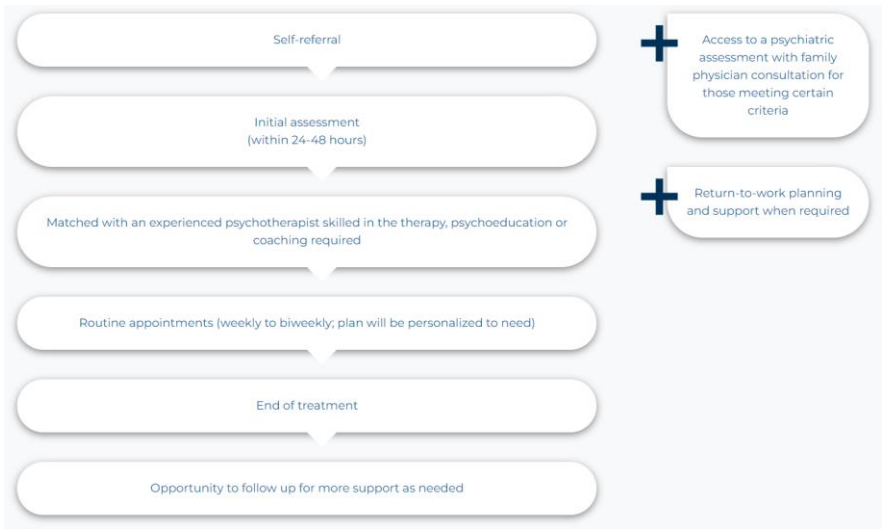 Self-referral
Initial assessment
(within 24-48 hours)
Matched with an experienced psychotherapist skilled in the therapy, psychoeducation or
coaching required
Routine appointments (weekly to biweekly; plan will be personalized to need)
End of treatment
Opportunity to follow up for more support as needed
Access to a psychiatric
assessment with family
physician consultation for
those meeting certain
criteria
Return-to-work planning
and support when required